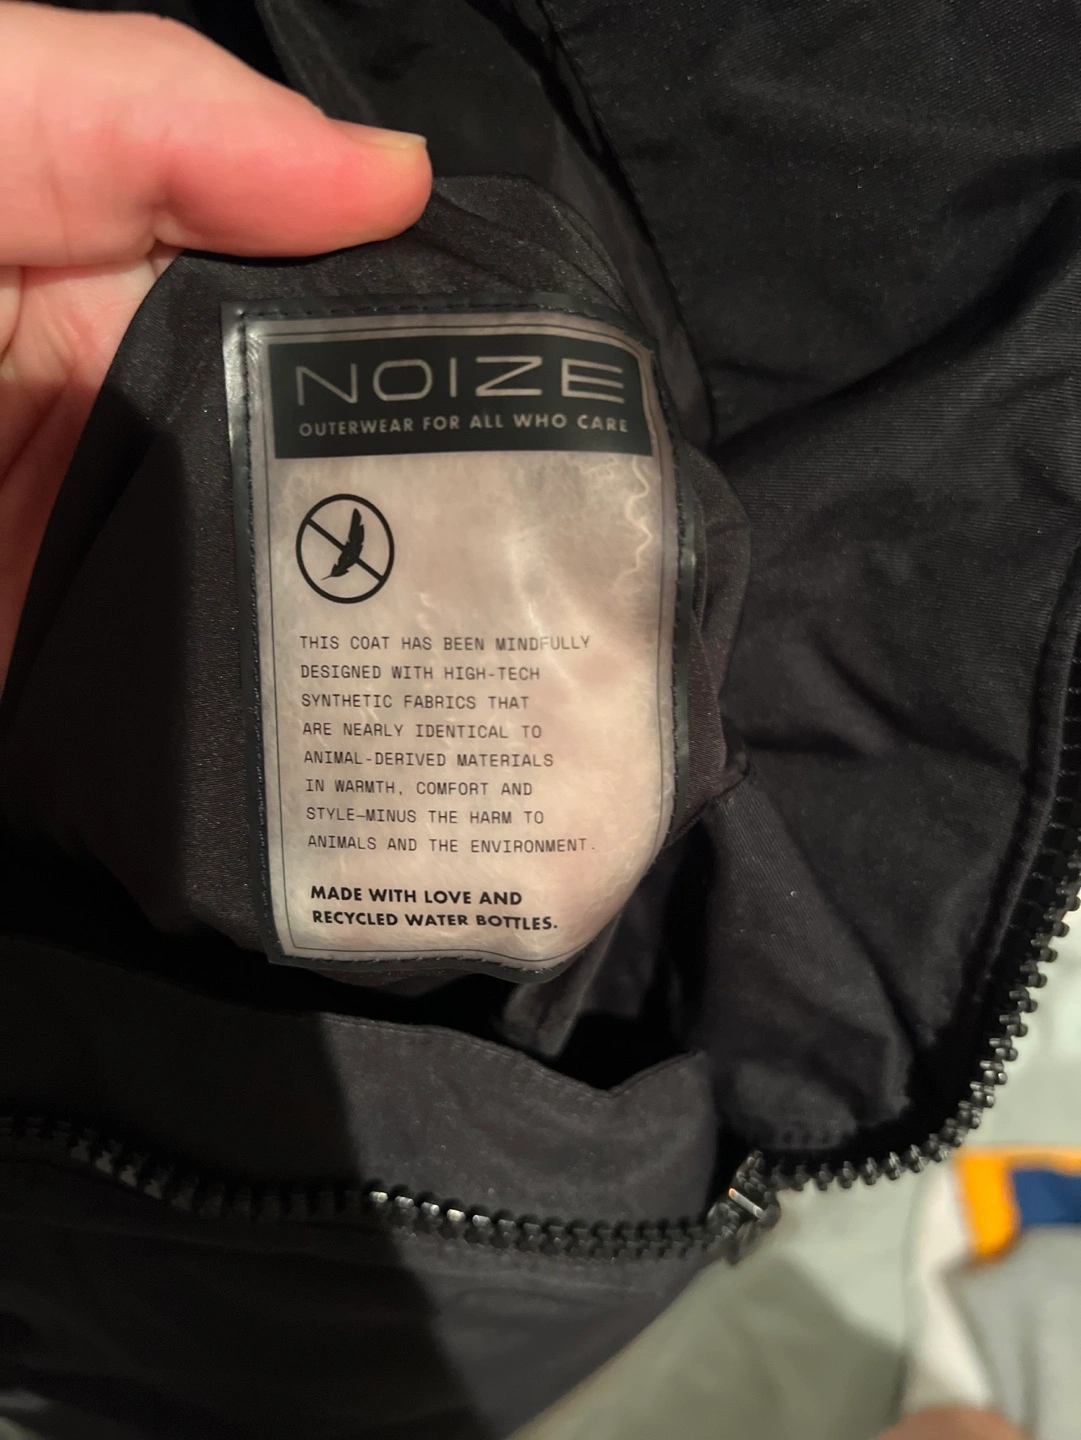 NOIZE
OUTERWEAR FOR ALL WHO CARE
THIS COAT HAS BEEN MINDFULLY
DESIGNED WITH HIGH-TECH
SYNTHETIC FABRICS THAT
ARE NEARLY IDENTICAL TO
ANIMAL-DERIVED MATERIALS
IN WARMTH, COMFORT AND
STYLE—MINUS THE HARM TO
ANIMALS AND THE ENVIRONMENT.
MADE WITH LOVE AND
RECYCLED WATER BOTTLES.